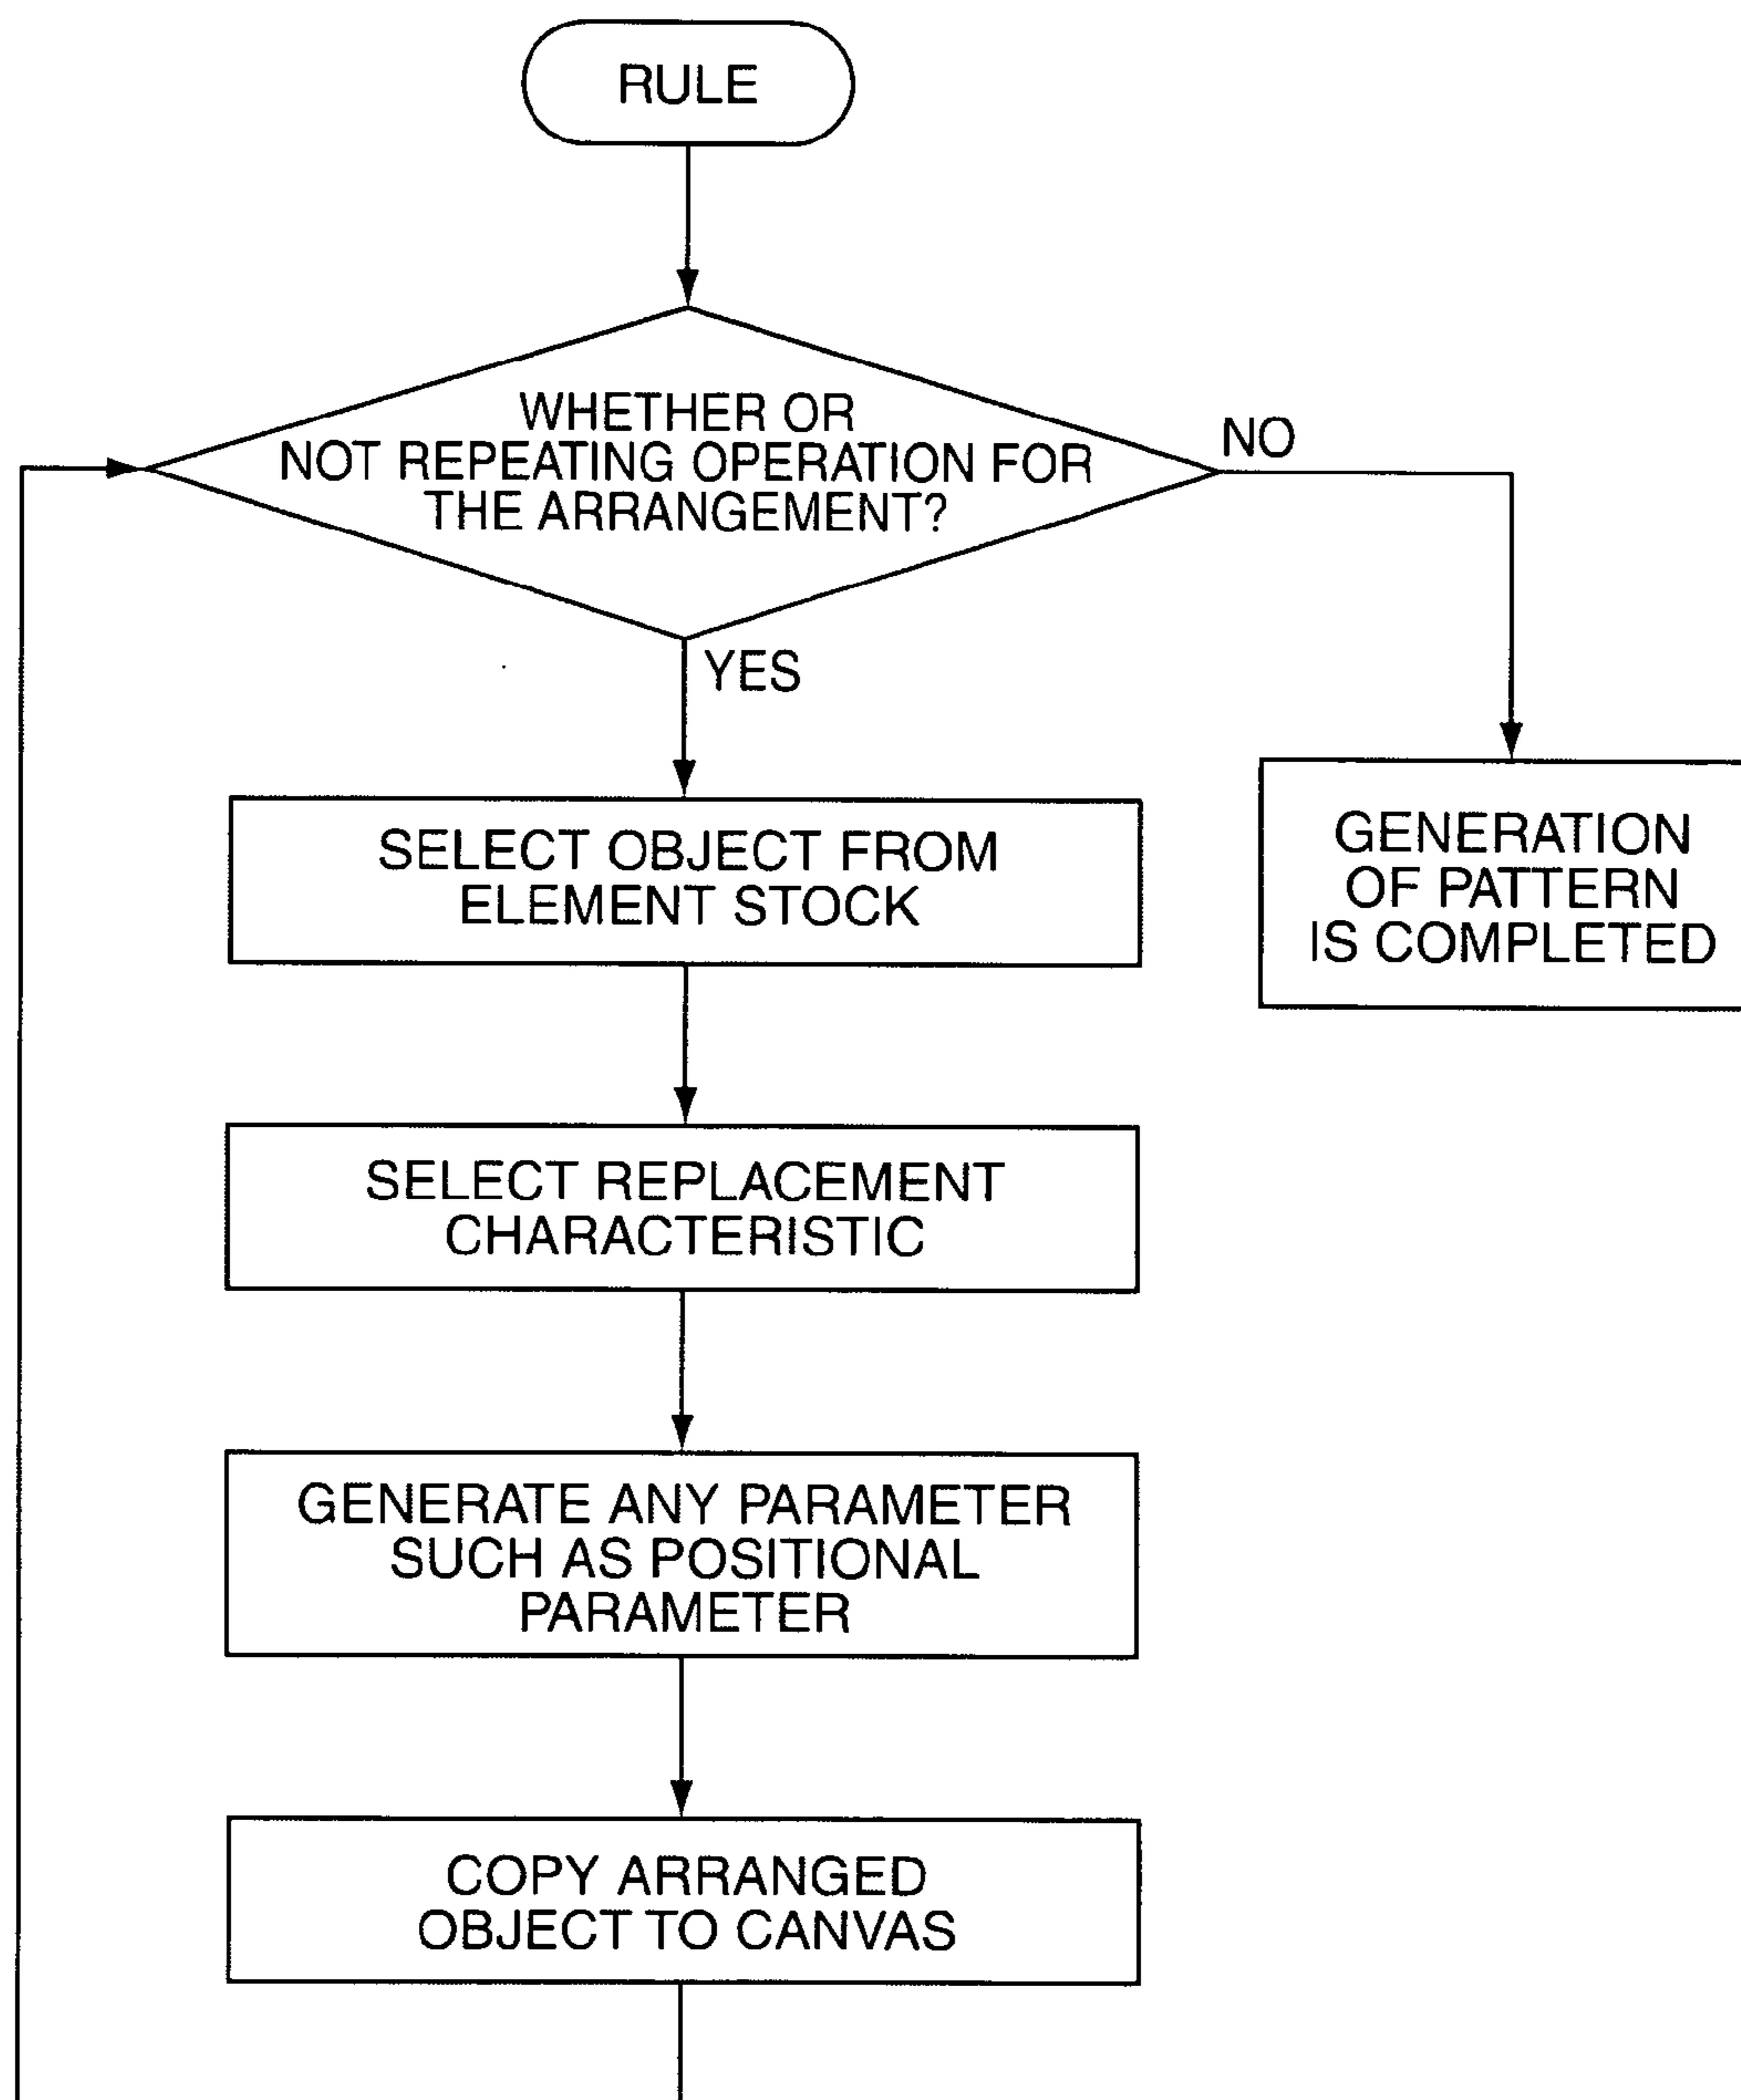 RULE
WHETHER OR
NOT REPEATING OPERATION FOR
THE ARRANGEMENT?
NO
YES
SELECT OBJECT FROM
ELEMENT STOCK
GENERATION
OF PATTERN
IS COMPLETED
SELECT REPLACEMENT
CHARACTERISTIC
GENERATE ANY PARAMETER
SUCH AS POSITIONAL
PARAMETER
COPY ARRANGED
OBJECT TO CANVAS